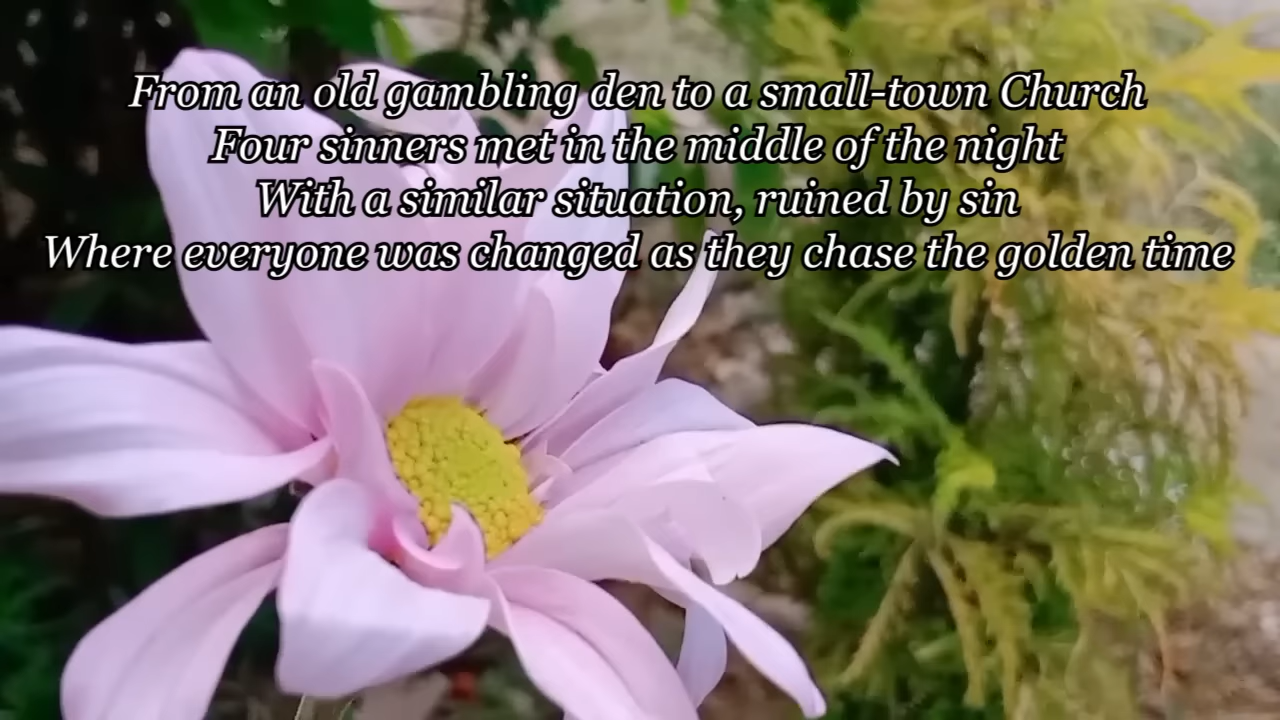 From an old gambling den to a small-town Church
Four sinners met in the middle of the night
With a similar situation, ruined by sin
Where everyone was changed as they chase the golden time